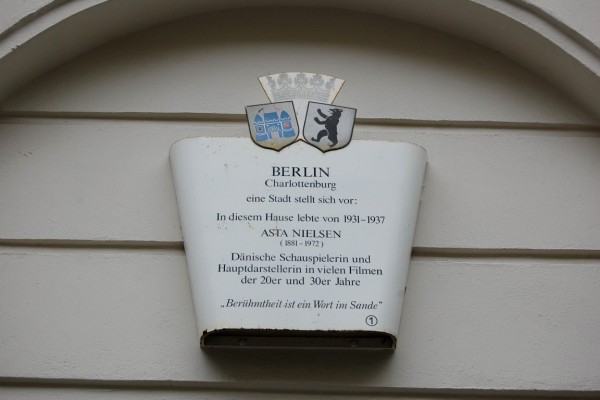 BERLIN
Charlottenburg
eine Stadt stellt sich vor:
In diesem Hause lebte von 1931–1937
ASTA NIELSEN
(1881–1972)
Dänische Schauspielerin und
Hauptdarstellerin in vielen Filmen
der 20er und 30er Jahre
„Berühmtheit ist ein Wort im Sande"
1